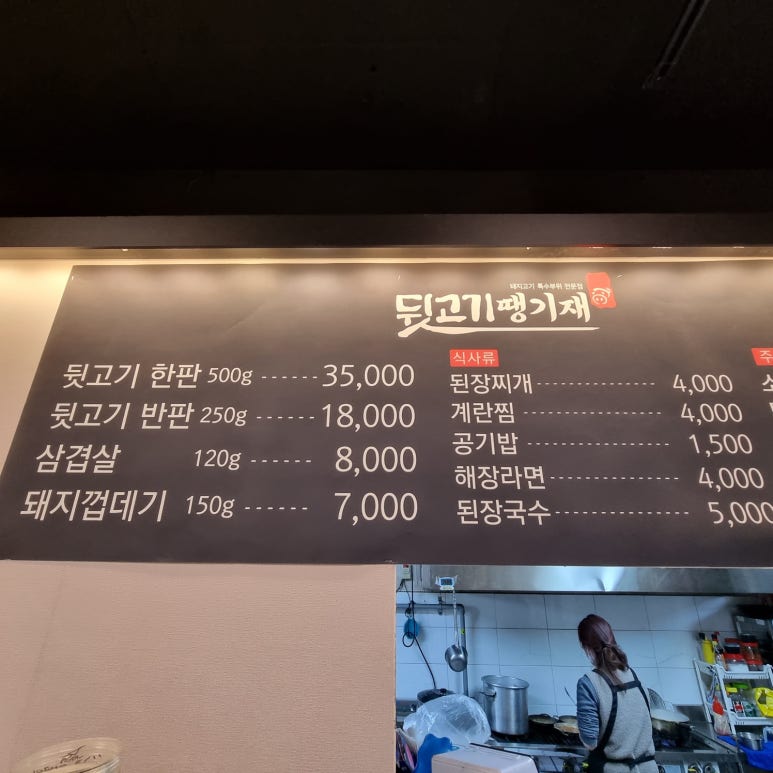 돼지고기 특수부위 전문점
뒷고기땡기재
뒷고기 한판 500g ------ 35,000
뒷고기 반판 250g ------ 18,000
삼겹살 120g ------ 8,000
돼지껍데기 150g ------ 7,000
식사류
된장찌개 --------------- 4,000
계란찜 ----------------- 4,000
공기밥 ----------------- 1,500
해장라면 --------------- 4,000
된장국수 --------------- 5,000
주